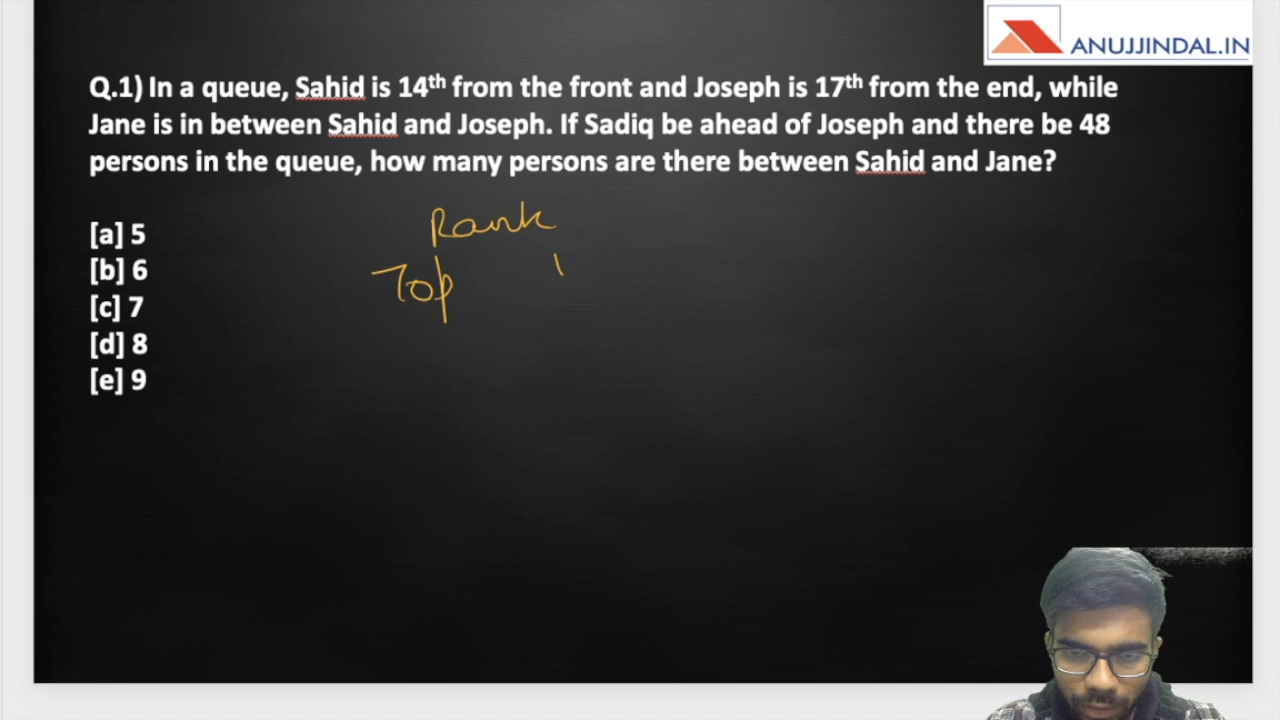 ANUJJINDAL.IN
Q.1) In a queue, Sahid is 14th from the front and Joseph is 17th from the end, while
Jane is in between Sahid and Joseph. If Sadiq be ahead of Joseph and there be 48
persons in the queue, how many persons are there between Sahid and Jane?
[a] 5
[b] 6
[c] 7
[d] 8
[e] 9
Rank
Top